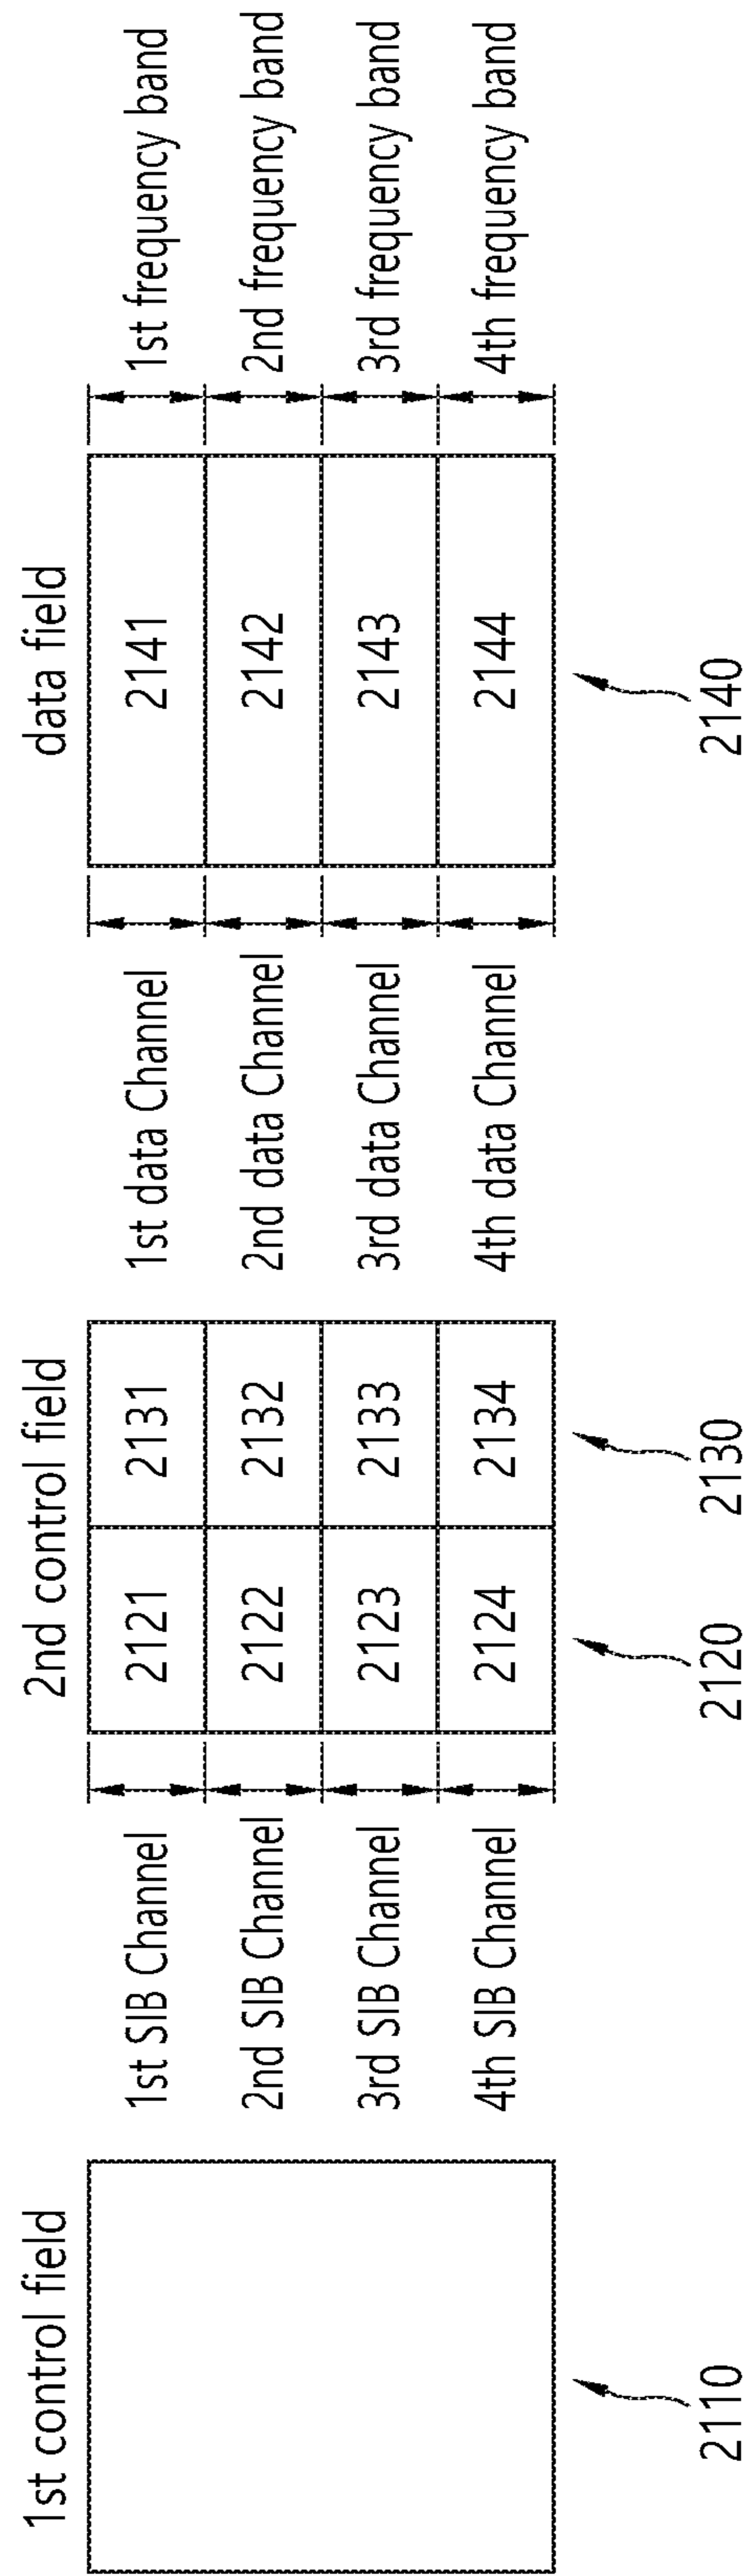 1st control field
2nd control field
data field
1st SIB Channel
2121
2131
1st data Channel
2141
1st frequency band
2nd SIB Channel
2122
2132
2nd data Channel
2142
2nd frequency band
3rd SIB Channel
2123
2133
3rd data Channel
2143
3rd frequency band
4th SIB Channel
2124
2134
4th data Channel
2144
4th frequency band
2110
2120
2130
2140